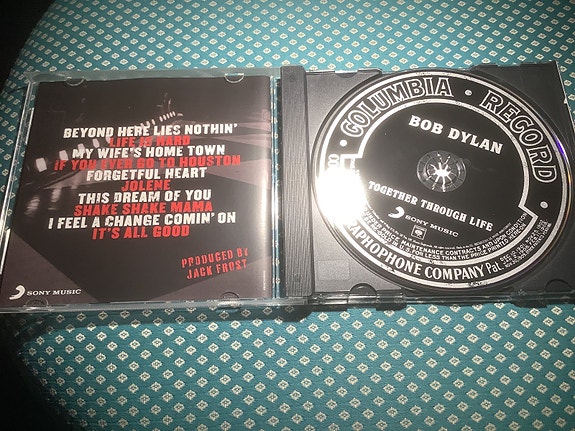 BEYOND HERE LIES NOTHIN'
LIFE IS HARD
MY WIFE'S HOME TOWN
IF YOU EVER GO TO HOUSTON
FORGETFUL HEART
JOLENE
THIS DREAM OF YOU
SHAKE SHAKE MAMA
I FEEL A CHANGE COMIN' ON
IT'S ALL GOOD
PRODUCED BY
JACK FROST
SONY MUSIC
COLUMBIA RECORD
BOB DYLAN
TOGETHER THROUGH LIFE
SONY MUSIC
APHOPHONE COMPANY Pat.